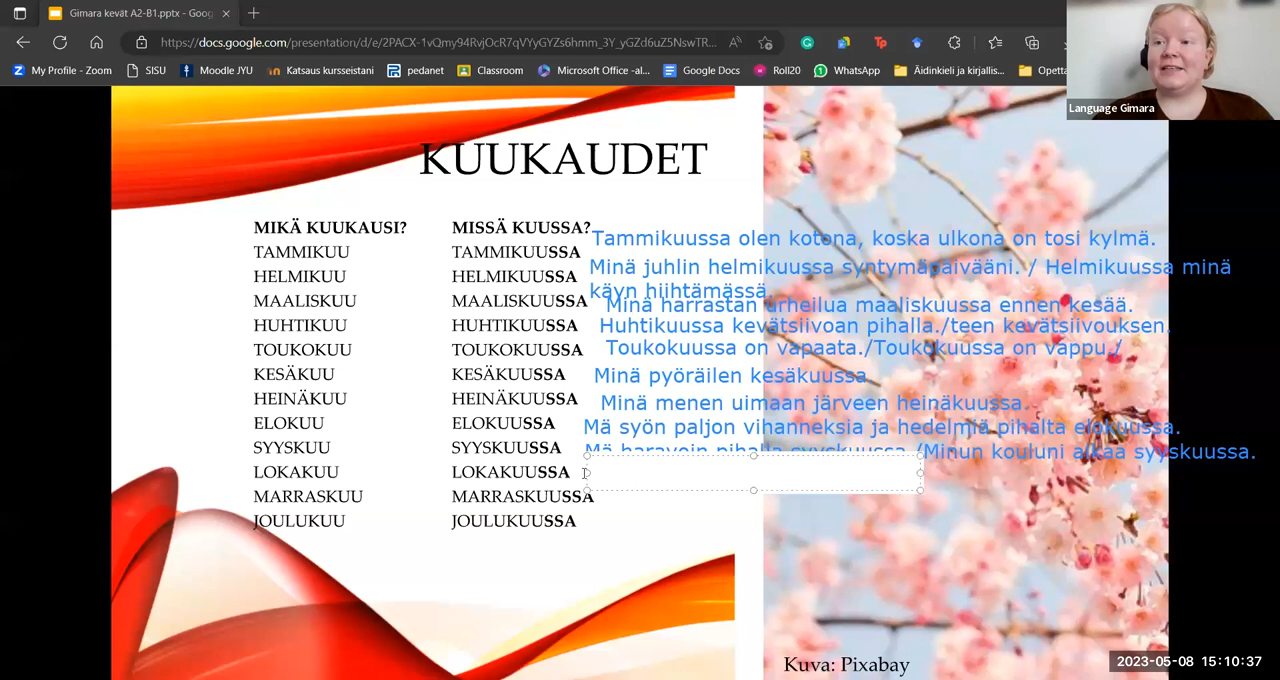 Gimara kevät A2-B1.pptx - Goog
https://docs.google.com/presentation/d/e/2PACX-1vQmy94RvjOcR7qVYyGYZs6hmm_3Y_yGZd6uZ5NswTR...
My Profile - Zoom SISU Moodle JYU Katsaus kursseistani pedanet Classroom Microsoft Office -al... Google Docs Roll20 WhatsApp Äidinkieli ja kirjallis... Opetta
Language Gimara
KUUKAUDET
MIKÄ KUUKAUSI? MISSÄ KUUSSA?
TAMMIKUU TAMMIKUUSSA Tammikuussa olen kotona, koska ulkona on tosi kylmä.
HELMIKUU HELMIKUUSSA Minä juhlin helmikuussa syntymäpäivääni. / Helmikuussa minä
käyn hiihtämässä.
MAALISKUU MAALISKUUSSA Minä harrastan urheilua maaliskuussa ennen kesää.
HUHTIKUU HUHTIKUUSSA Huhtikuussa kevätsiivoan pihalla./teen kevätsiivouksen.
TOUKOKUU TOUKOKUUSSA Toukokuussa on vapaata./Toukokuussa on vappu./
KESÄKUU KESÄKUUSSA Minä pyöräilen kesäkuussa.
HEINÄKUU HEINÄKUUSSA Minä menen uimaan järveen heinäkuussa.
ELOKUU ELOKUUSSA Mä syön paljon vihanneksia ja hedelmiä pihalta elokuussa.
SYYSKUU SYYSKUUSSA Mä haravoin pihalla syyskuussa./Minun kouluni alkaa syyskuussa.
LOKAKUU LOKAKUUSSA
MARRASKUU MARRASKUUSSA
JOULUKUU JOULUKUUSSA
Kuva: Pixabay
2023-05-08 15:10:37